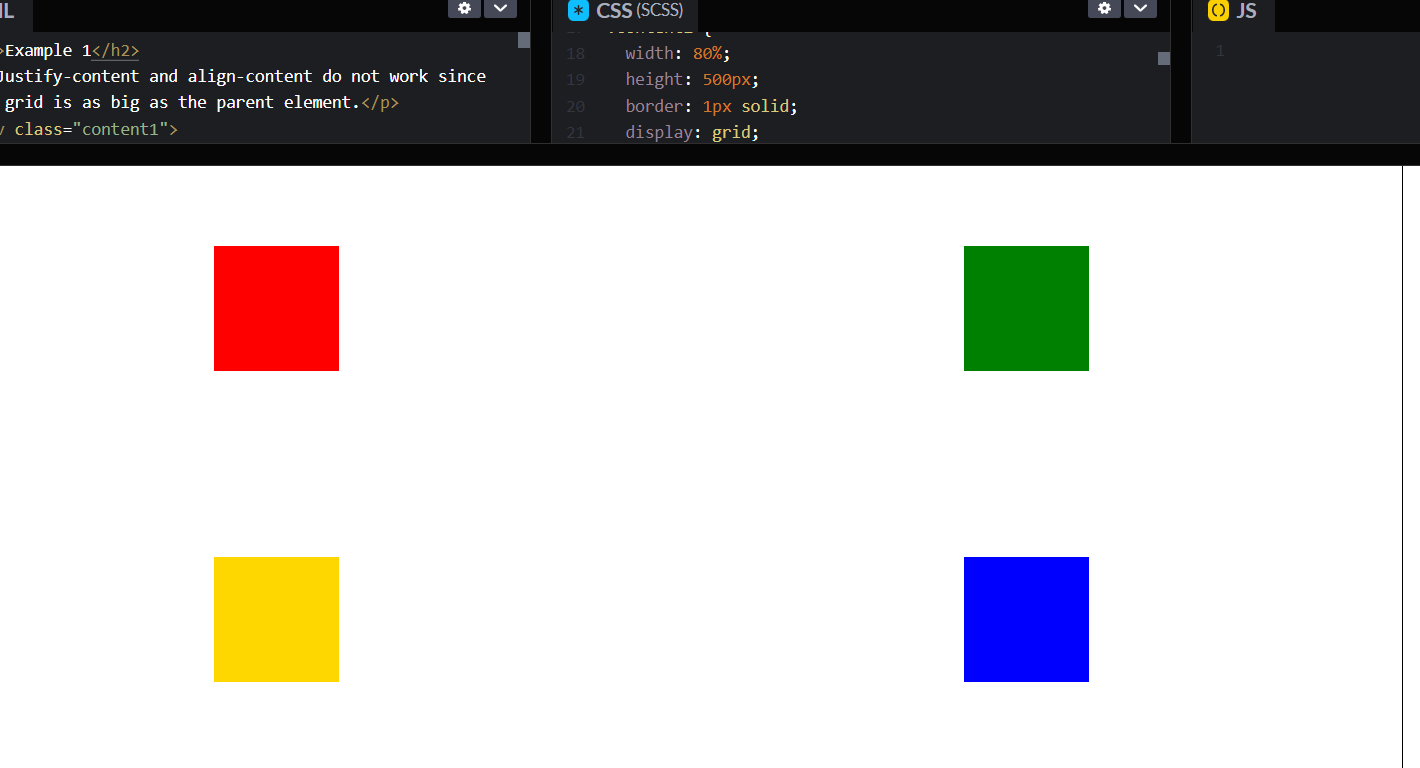 CSS (SCSS)
JS
>Example 1</h2>
Justify-content and align-content do not work since
grid is as big as the parent element.</p>
class="content1">
18 width: 80%;
19 height: 500px;
20 border: 1px solid;
21 display: grid;
1